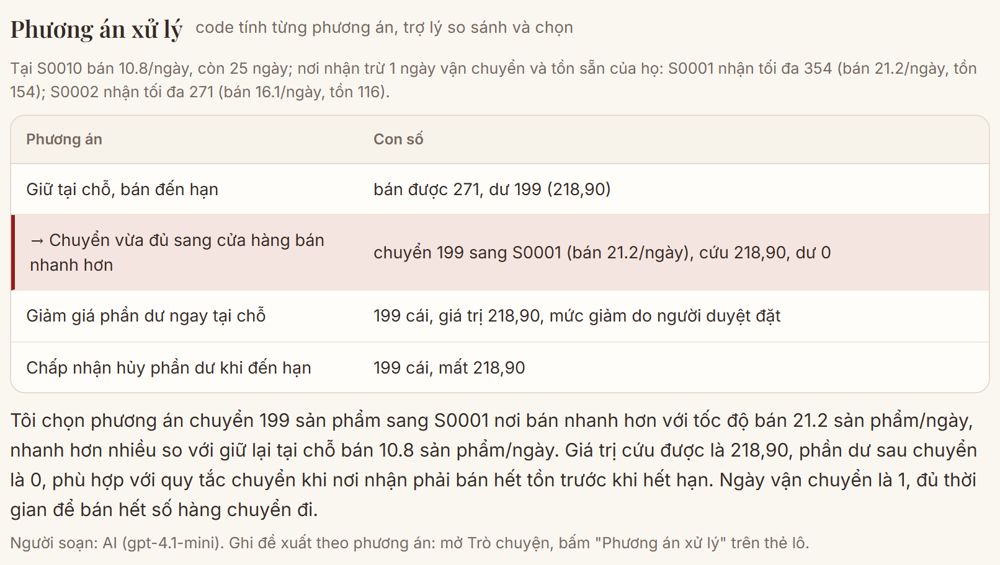 Phương án xử lý code tính từng phương án, trợ lý so sánh và chọn
Tại S0010 bán 10.8/ngày, còn 25 ngày; nơi nhận trừ 1 ngày vận chuyển và tồn sẵn của họ: S0001 nhận tối đa 354 (bán 21.2/ngày, tồn
154); S0002 nhận tối đa 271 (bán 16.1/ngày, tồn 116).
Phương án Con số
Giữ tại chỗ, bán đến hạn bán được 271, dư 199 (218,90)
→ Chuyển vừa đủ sang cửa hàng bán
nhanh hơn
chuyển 199 sang S0001 (bán 21.2/ngày), cứu 218,90, dư 0
Giảm giá phần dư ngay tại chỗ 199 cái, giá trị 218,90, mức giảm do người duyệt đặt
Chấp nhận hủy phần dư khi đến hạn 199 cái, mất 218,90
Tôi chọn phương án chuyển 199 sản phẩm sang S0001 nơi bán nhanh hơn với tốc độ bán 21.2 sản phẩm/ngày,
nhanh hơn nhiều so với giữ lại tại chỗ bán 10.8 sản phẩm/ngày. Giá trị cứu được là 218,90, phần dư sau chuyển
là 0, phù hợp với quy tắc chuyển khi nơi nhận phải bán hết tồn trước khi hết hạn. Ngày vận chuyển là 1, đủ thời
gian để bán hết số hàng chuyển đi.
Người soạn: AI (gpt-4.1-mini). Ghi đề xuất theo phương án: mở Trò chuyện, bấm "Phương án xử lý" trên thẻ lô.